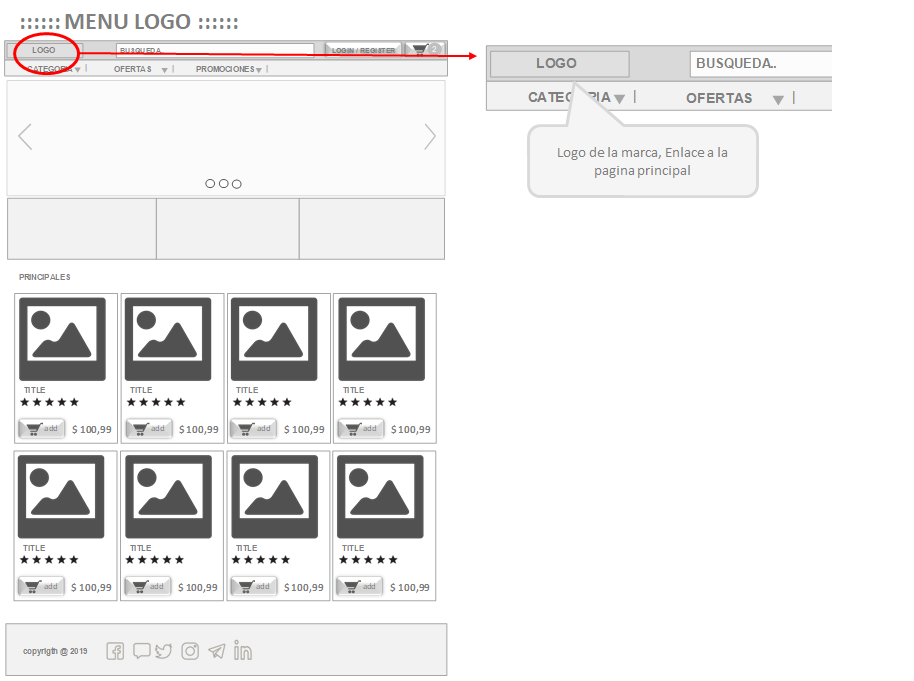 :::::: MENU LOGO ::::::
LOGO
BUSQUEDA..
LOGIN / REGISTER
2
CATEGORIA
|
OFERTAS
|
PROMOCIONES
|
LOGO
BUSQUEDA..
CATEGORIA
|
OFERTAS
|
Logo de la marca, Enlace a la
pagina principal
PRINCIPALES
TITLE TITLE TITLE TITLE
add $ 100,99 add $ 100,99 add $ 100,99 add $ 100,99
TITLE TITLE TITLE TITLE
add $ 100,99 add $ 100,99 add $ 100,99 add $ 100,99
copyrigth @ 2019